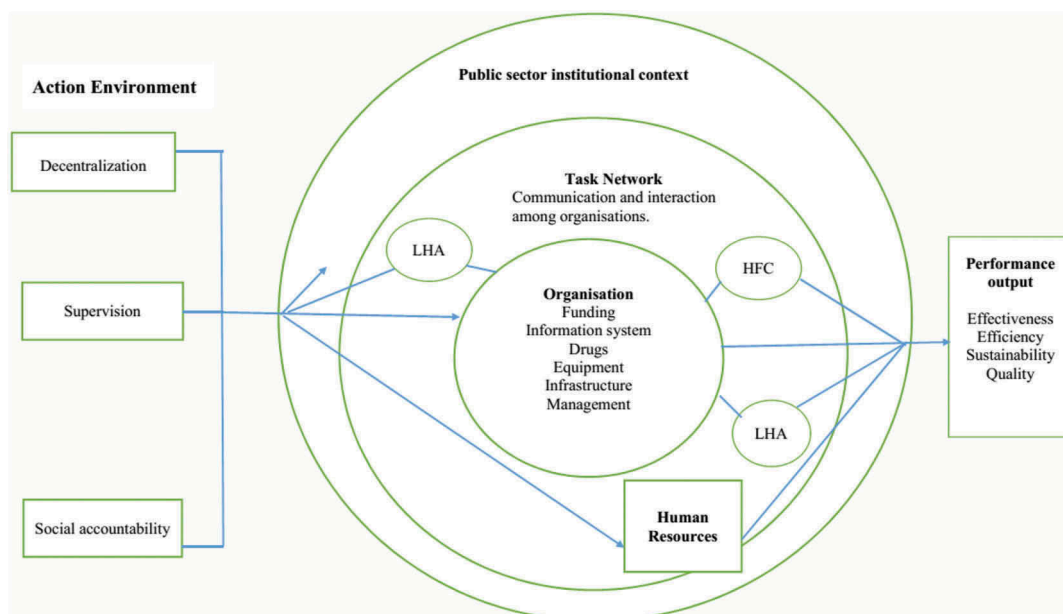 Public sector institutional context
Action Environment
Decentralization
Supervision
Social accountability
Task Network
Communication and interaction
among organisations.
LHA
HFC
Organisation
Funding
Information system
Drugs
Equipment
Infrastructure
Management
LHA
Human
Resources
Performance
output
Effectiveness
Efficiency
Sustainability
Quality